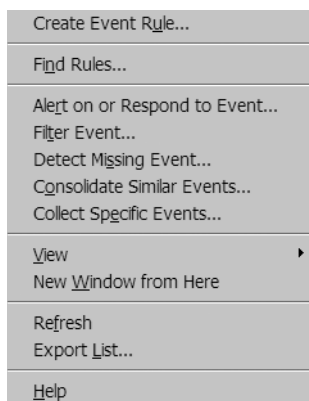 Create Event Rule...
Find Rules...
Alert on or Respond to Event...
Filter Event...
Detect Missing Event...
Consolidate Similar Events...
Collect Specific Events...
View
New Window from Here
Refresh
Export List...
Help